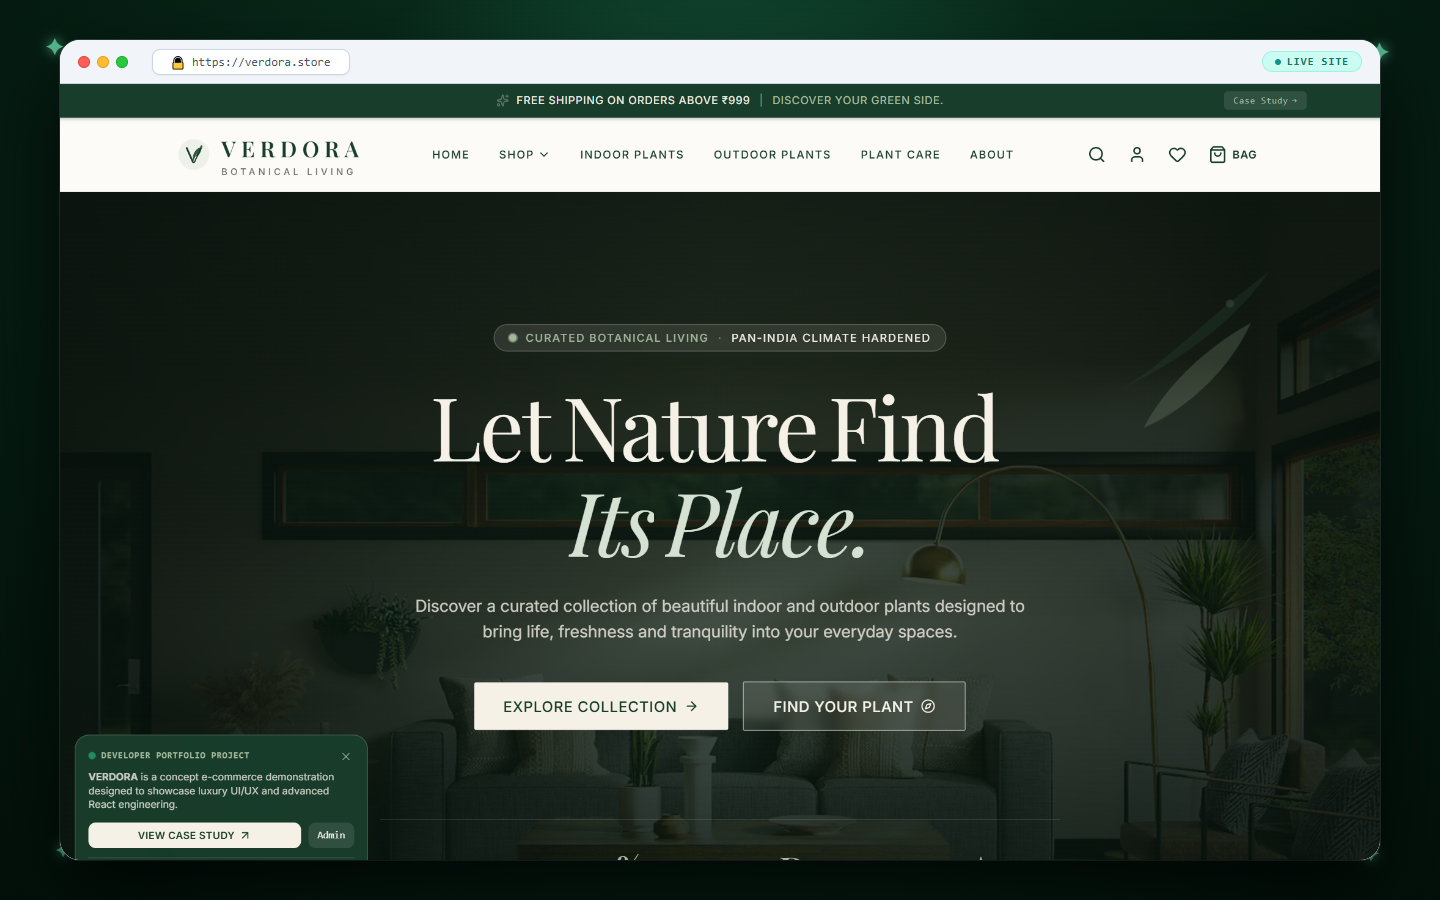 https://verdora.store
LIVE SITE
FREE SHIPPING ON ORDERS ABOVE ₹999 | DISCOVER YOUR GREEN SIDE.
Case Study →
VERDORA
BOTANICAL LIVING
HOME
SHOP
INDOOR PLANTS
OUTDOOR PLANTS
PLANT CARE
ABOUT
BAG
CURATED BOTANICAL LIVING · PAN-INDIA CLIMATE HARDENED
Let Nature Find
Its Place.
Discover a curated collection of beautiful indoor and outdoor plants designed to
bring life, freshness and tranquility into your everyday spaces.
EXPLORE COLLECTION →
FIND YOUR PLANT
DEVELOPER PORTFOLIO PROJECT
VERDORA is a concept e-commerce demonstration
designed to showcase luxury UI/UX and advanced
React engineering.
VIEW CASE STUDY ↗
Admin